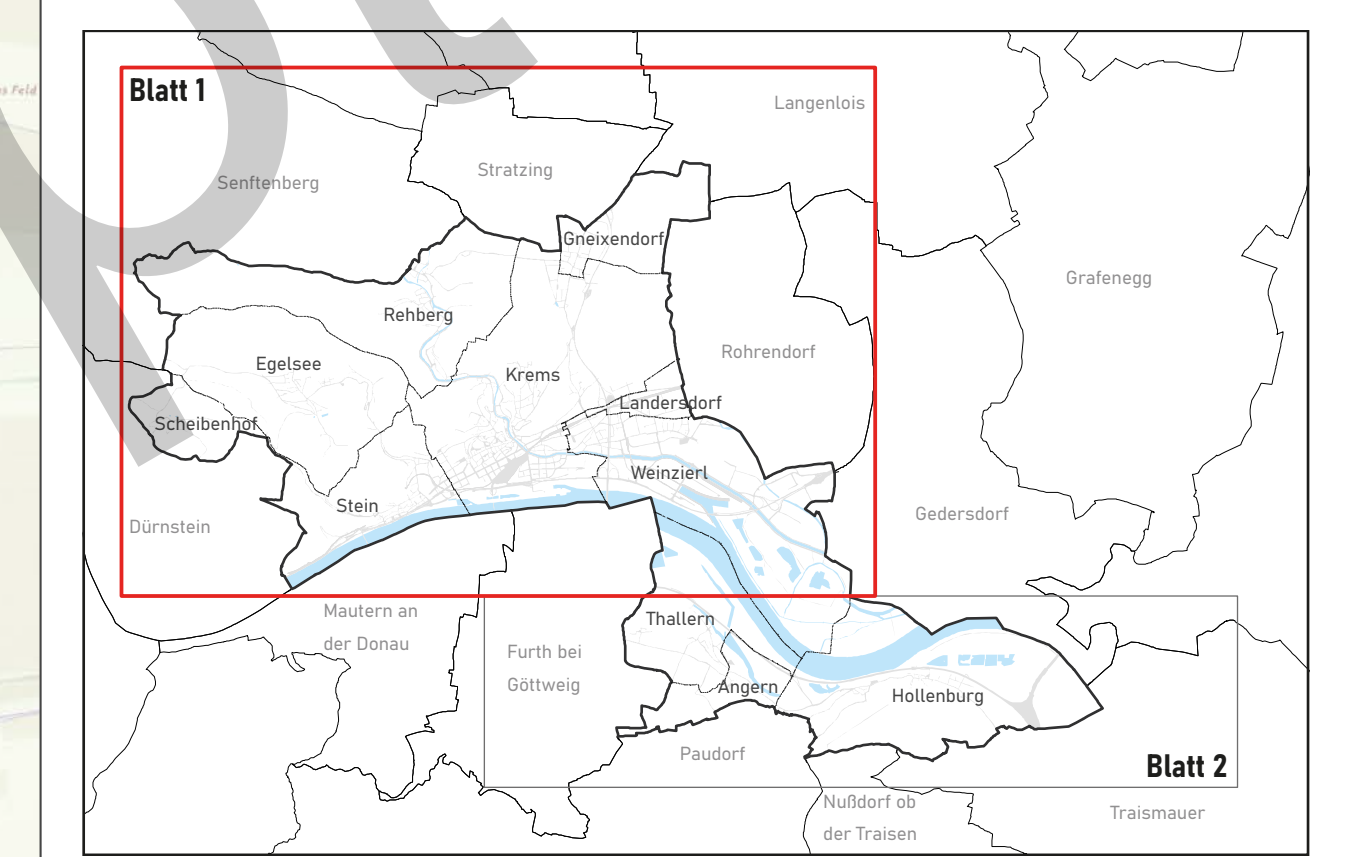 s Feld
Blatt 1
Langenlois
Stratzing
Senftenberg
Gneixendorf
Grafenegg
Rehberg
Rohrendorf
Egelsee
Krems
Landersdorf
Scheibenhof
Weinzierl
Stein
Gedersdorf
Dürnstein
Mautern an
der Donau
Thallern
Furth bei
Göttweig
Angern
Hollenburg
Paudorf
Blatt 2
Nußdorf ob
der Traisen
Traismauer